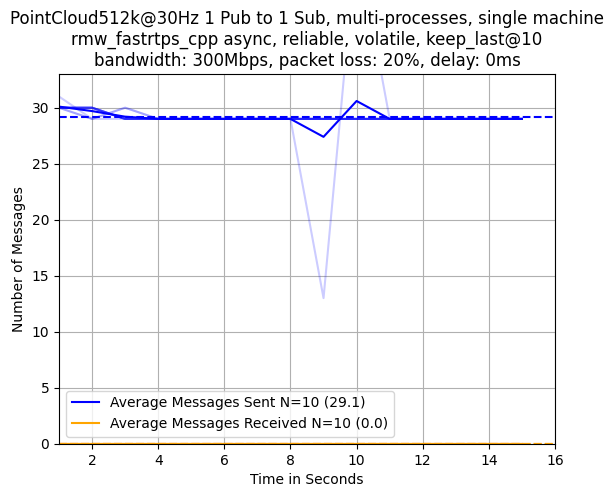 PointCloud512k@30Hz 1 Pub to 1 Sub, multi-processes, single machine
rmw_fastrtps_cpp async, reliable, volatile, keep_last@10
bandwidth: 300Mbps, packet loss: 20%, delay: 0ms
Number of Messages
30
25
20
15
10
5
0
Average Messages Sent N=10 (29.1)
Average Messages Received N=10 (0.0)
2 4 6 8 10 12 14 16
Time in Seconds